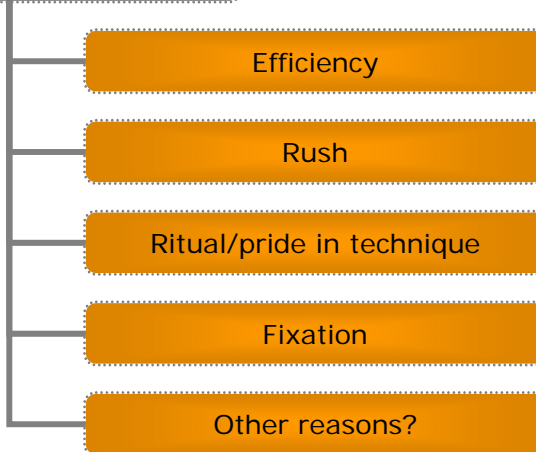 Efficiency
Rush
Ritual/pride in technique
Fixation
Other reasons?